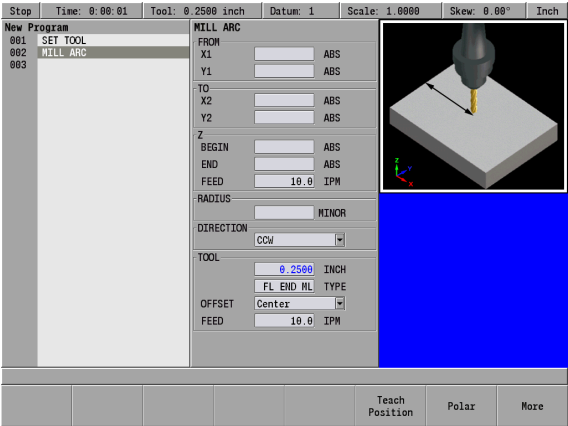 Stop Time: 0:00:01 Tool: 0.2500 inch Datum: 1 Scale: 1.0000 Skew: 0.00° Inch
New Program
001 SET TOOL
002 MILL ARC
003
MILL ARC
FROM
X1 ABS
Y1 ABS
TO
X2 ABS
Y2 ABS
Z
BEGIN ABS
END ABS
FEED 10.0 IPM
RADIUS
MINOR
DIRECTION
CCW
TOOL
0.2500 INCH
FL END ML TYPE
OFFSET Center
FEED 10.0 IPM
Z
Y
X
Teach
Position
Polar
More